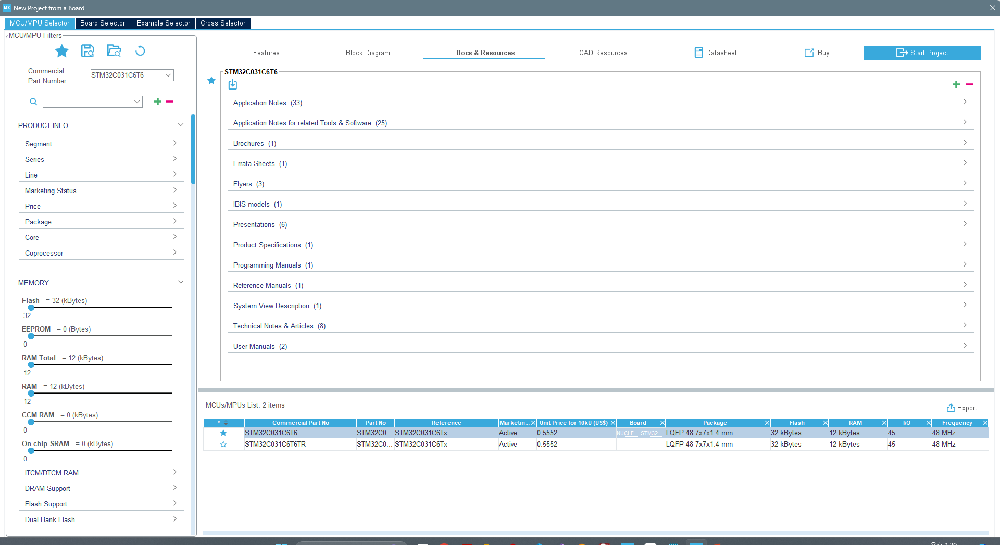 MX New Project from a Board
MCU/MPU Selector Board Selector Example Selector Cross Selector
MCU/MPU Filters
Commercial
Part Number
STM32C031C6T6
PRODUCT INFO
Segment
Series
Line
Marketing Status
Price
Package
Core
Coprocessor
MEMORY
Flash = 32 (kBytes)
32
EEPROM = 0 (Bytes)
0
RAM Total = 12 (kBytes)
12
RAM = 12 (kBytes)
12
CCM RAM = 0 (kBytes)
0
On-chip SRAM = 0 (kBytes)
0
ITCM/DTCM RAM
DRAM Support
Flash Support
Dual Bank Flash
Features Block Diagram Docs & Resources CAD Resources Datasheet Buy Start Project
STM32C031C6T6
Application Notes (33)
Application Notes for related Tools & Software (25)
Brochures (1)
Errata Sheets (1)
Flyers (3)
IBIS models (1)
Presentations (6)
Product Specifications (1)
Programming Manuals (1)
Reference Manuals (1)
System View Description (1)
Technical Notes & Articles (8)
User Manuals (2)
MCUs/MPUs List: 2 items
Export
* Commercial Part No Part No Reference Marketin... Unit Price for 10kU (US$) Board Package Flash RAM I/O Frequency
STM32C031C6T6 STM32C0... STM32C031C6Tx Active 0.5552 NUCLE... STM32... LQFP 48 7x7x1.4 mm 32 kBytes 12 kBytes 45 48 MHz
STM32C031C6T6TR STM32C0... STM32C031C6Tx Active 0.5552 LQFP 48 7x7x1.4 mm 32 kBytes 12 kBytes 45 48 MHz